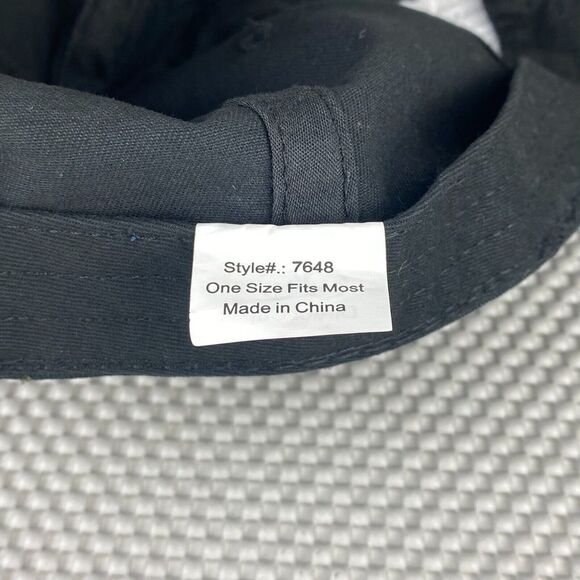 Style#.: 7648
One Size Fits Most
Made in China